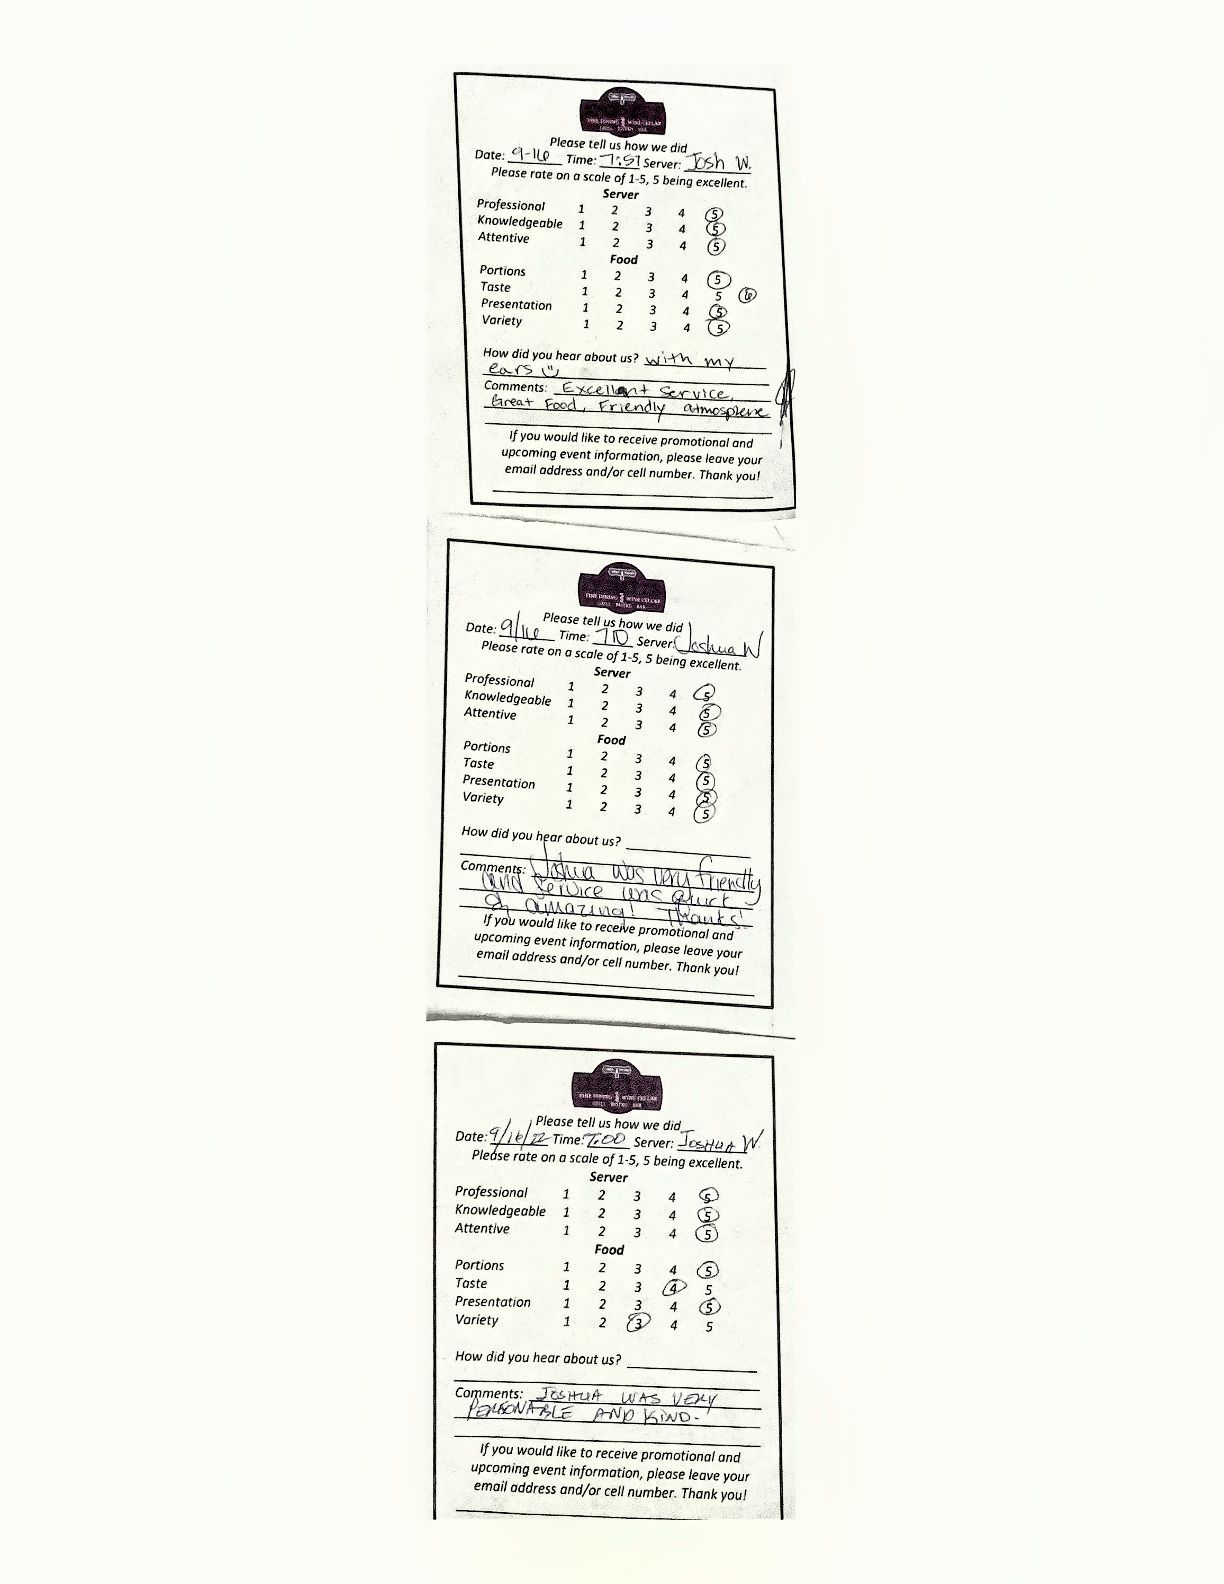 FINE DINING & WINE CELLAR
GRILL BISTRO BAR
Please tell us how we did
Date: 9-16 Time: 7:57 Server: Josh W.
Please rate on a scale of 1-5, 5 being excellent.
Server
Professional 1 2 3 4 5
Knowledgeable 1 2 3 4 5
Attentive 1 2 3 4 5
Food
Portions 1 2 3 4 5
Taste 1 2 3 4 5 6
Presentation 1 2 3 4 5
Variety 1 2 3 4 5
How did you hear about us? with my
ears
Comments: Excellent Service,
Great Food, Friendly atmosphere
If you would like to receive promotional and
upcoming event information, please leave your
email address and/or cell number. Thank you!
FINE DINING & WINE CELLAR
GRILL BISTRO BAR
Please tell us how we did
Date: 9/16 Time: 710 Server: Joshua W
Please rate on a scale of 1-5, 5 being excellent.
Server
Professional 1 2 3 4 5
Knowledgeable 1 2 3 4 5
Attentive 1 2 3 4 5
Food
Portions 1 2 3 4 5
Taste 1 2 3 4 5
Presentation 1 2 3 4 5
Variety 1 2 3 4 5
How did you hear about us?
Comments: Joshua was very friendly
and service was quick
& amazing! Thanks!
If you would like to receive promotional and
upcoming event information, please leave your
email address and/or cell number. Thank you!
FINE DINING & WINE CELLAR
GRILL BISTRO BAR
Please tell us how we did
Date: 9/16/22 Time: 7:00 Server: JOSHUA W.
Please rate on a scale of 1-5, 5 being excellent.
Server
Professional 1 2 3 4 5
Knowledgeable 1 2 3 4 5
Attentive 1 2 3 4 5
Food
Portions 1 2 3 4 5
Taste 1 2 3 4 5
Presentation 1 2 3 4 5
Variety 1 2 3 4 5
How did you hear about us?
Comments: JOSHUA WAS VERY
PERSONABLE AND KIND-
If you would like to receive promotional and
upcoming event information, please leave your
email address and/or cell number. Thank you!